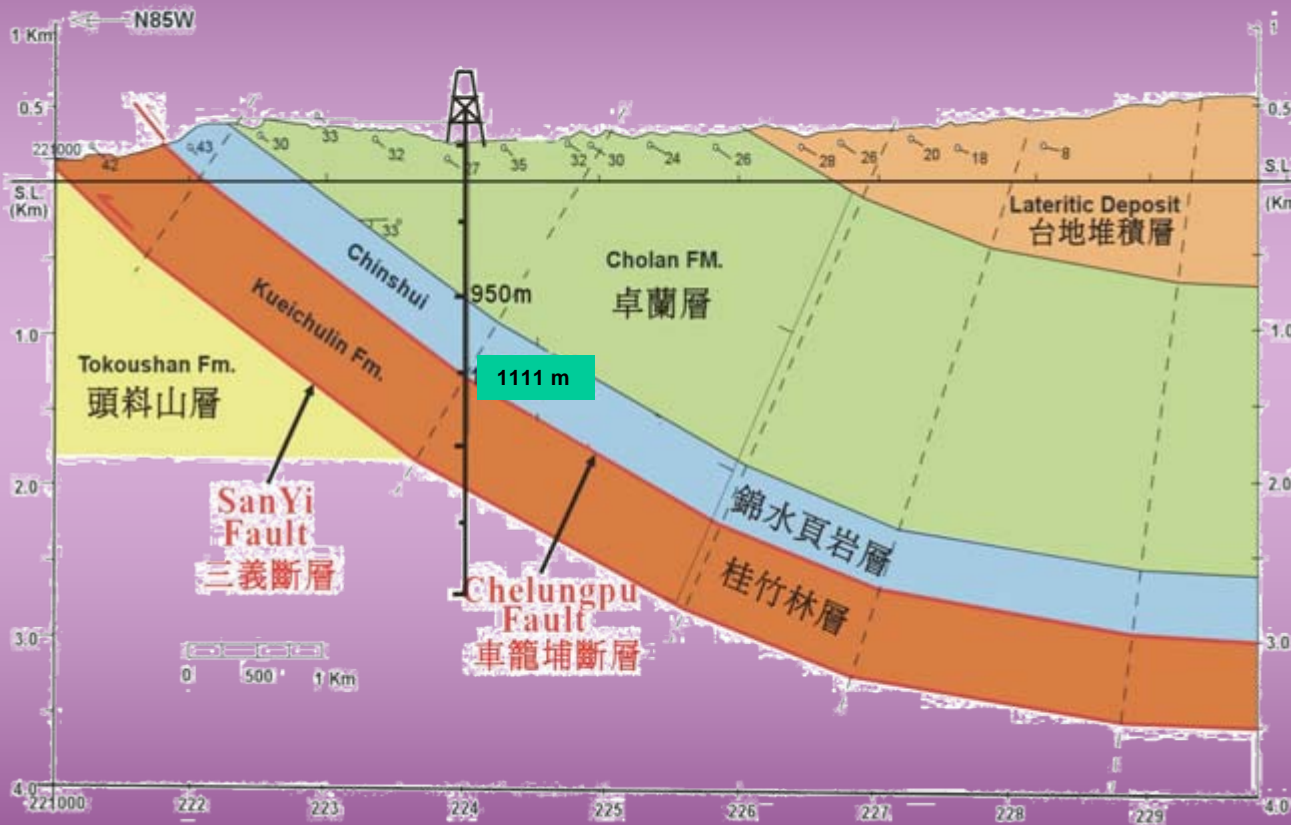 N85W
1 Km
1
0.5
0.5
221000
42
43
30
33
32
27
35
32
30
24
26
28
26
20
18
8
S.L.
(Km)
S.L.
(Km
33
Lateritic Deposit
台地堆積層
Chinshui
Cholan FM.
卓蘭層
950m
Kueichulin Fm.
1.0
1.0
Tokoushan Fm.
頭嵙山層
1111 m
2.0
2.0
SanYi
Fault
三義斷層
錦水頁岩層
桂竹林層
Chelungpu
Fault
車籠埔斷層
3.0
3.0
0 500 1 Km
4.0
4.0
221000 222 223 224 225 226 227 228 229